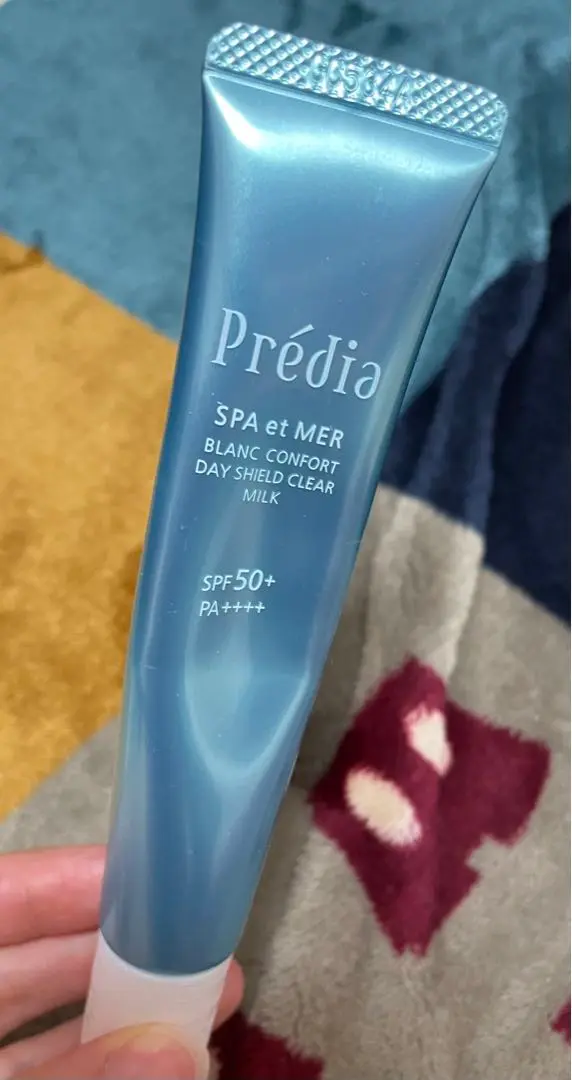 Prédia
SPA et MER
BLANC CONFORT
DAY SHIELD CLEAR
MILK
SPF50+
PA++++